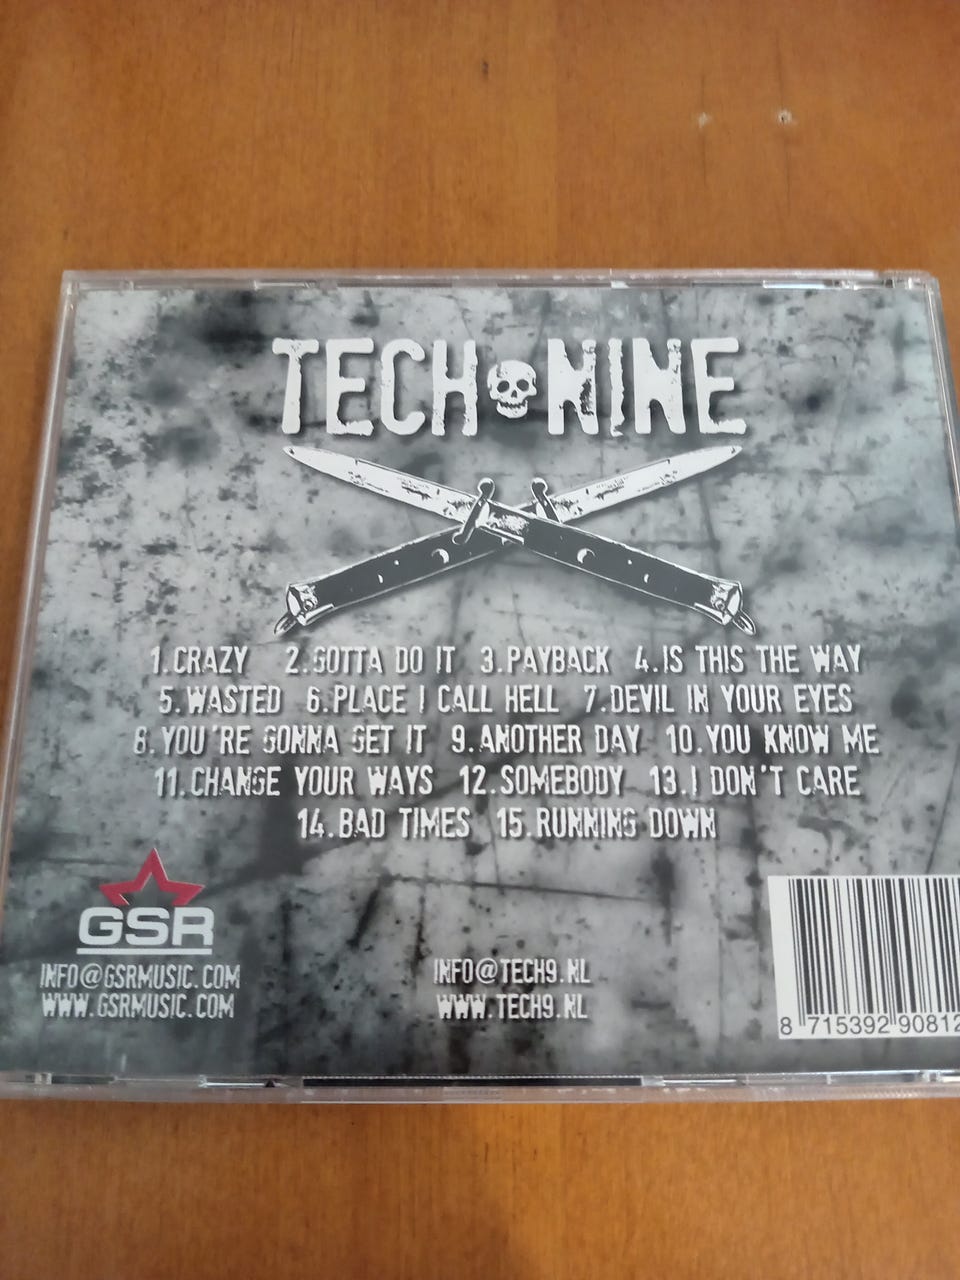 TECH NINE
1.CRAZY 2.GOTTA DO IT 3.PAYBACK 4.IS THIS THE WAY
5.WASTED 6.PLACE I CALL HELL 7.DEVIL IN YOUR EYES
8.YOU'RE GONNA GET IT 9.ANOTHER DAY 10.YOU KNOW ME
11.CHANGE YOUR WAYS 12.SOMEBODY 13.I DON'T CARE
14.BAD TIMES 15.RUNNING DOWN
GSR
INFO@GSRMUSIC.COM
WWW.GSRMUSIC.COM
INFO@TECH9.NL
WWW.TECH9.NL
8 715392 90812